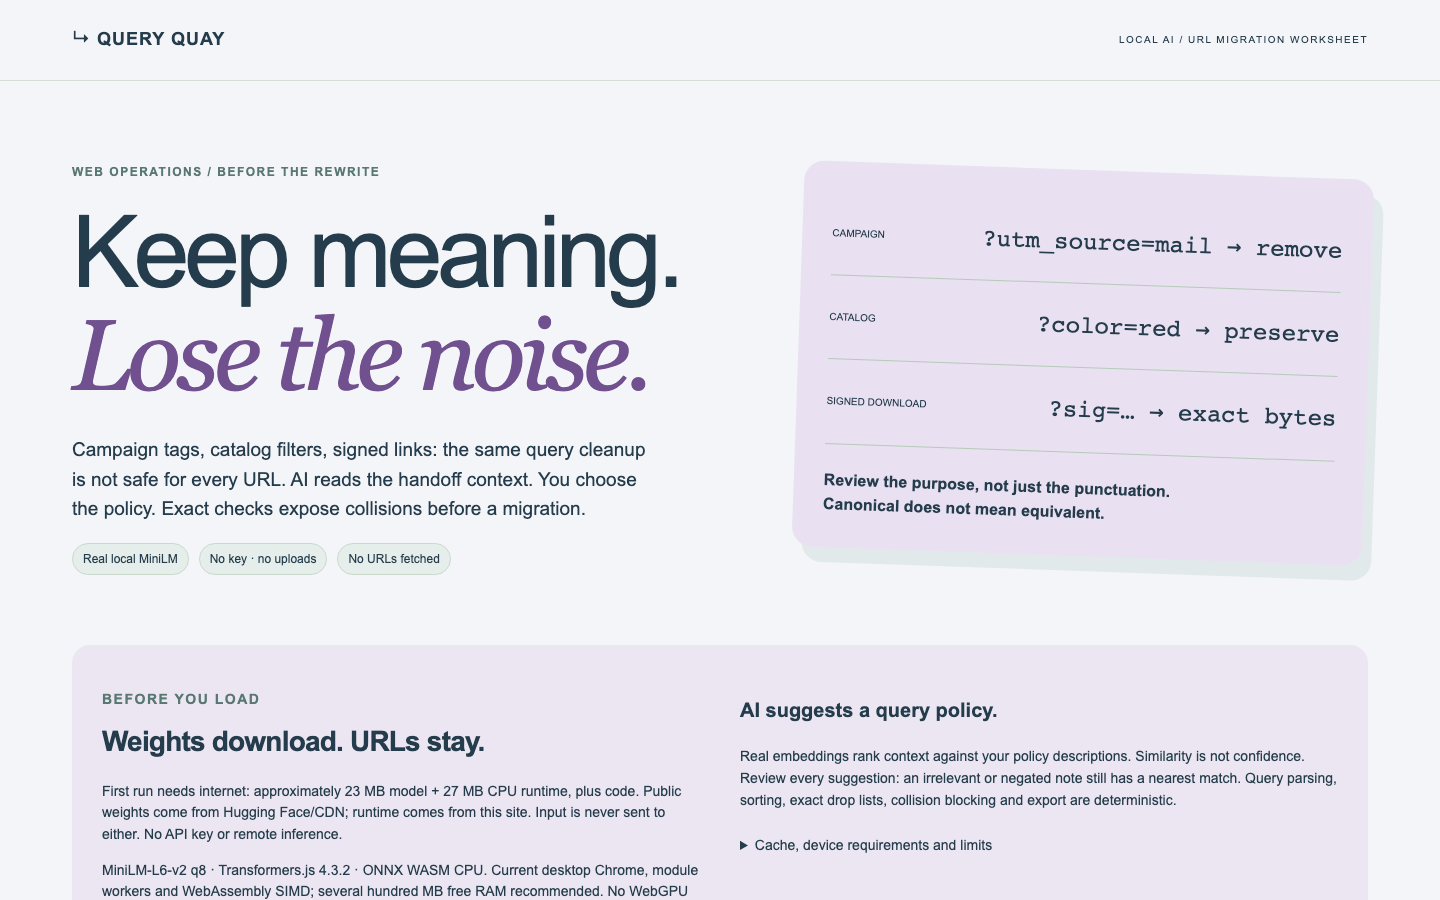 ↳ QUERY QUAY
LOCAL AI / URL MIGRATION WORKSHEET
WEB OPERATIONS / BEFORE THE REWRITE
Keep meaning.
Lose the noise.
Campaign tags, catalog filters, signed links: the same query cleanup
is not safe for every URL. AI reads the handoff context. You choose
the policy. Exact checks expose collisions before a migration.
Real local MiniLM
No key · no uploads
No URLs fetched
CAMPAIGN ?utm_source=mail → remove
CATALOG ?color=red → preserve
SIGNED DOWNLOAD ?sig=… → exact bytes
Review the purpose, not just the punctuation.
Canonical does not mean equivalent.
BEFORE YOU LOAD
Weights download. URLs stay.
First run needs internet: approximately 23 MB model + 27 MB CPU runtime, plus code. Public
weights come from Hugging Face/CDN; runtime comes from this site. Input is never sent to
either. No API key or remote inference.
MiniLM-L6-v2 q8 · Transformers.js 4.3.2 · ONNX WASM CPU. Current desktop Chrome, module
workers and WebAssembly SIMD; several hundred MB free RAM recommended. No WebGPU
AI suggests a query policy.
Real embeddings rank context against your policy descriptions. Similarity is not confidence.
Review every suggestion: an irrelevant or negated note still has a nearest match. Query parsing,
sorting, exact drop lists, collision blocking and export are deterministic.
▶ Cache, device requirements and limits